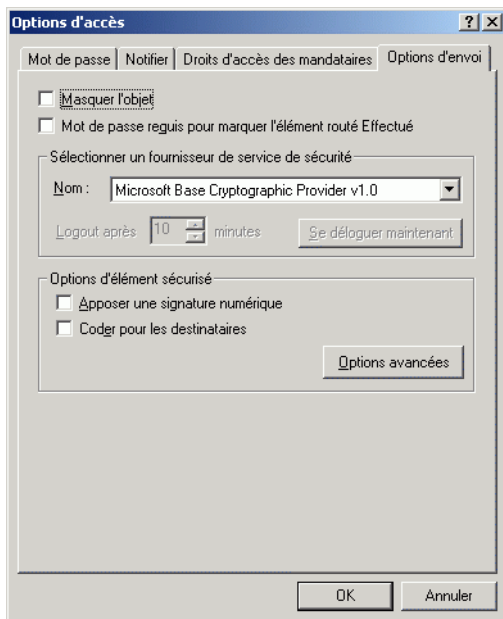 Options d'accès
Mot de passe Notifier Droits d'accès des mandataires Options d'envoi
Masquer l'objet
Mot de passe requis pour marquer l'élément routé Effectué
Sélectionner un fournisseur de service de sécurité
Nom : Microsoft Base Cryptographic Provider v1.0
Logout après 10 minutes Se déloguer maintenant
Options d'élément sécurisé
Apposer une signature numérique
Coder pour les destinataires
Options avancées
OK Annuler